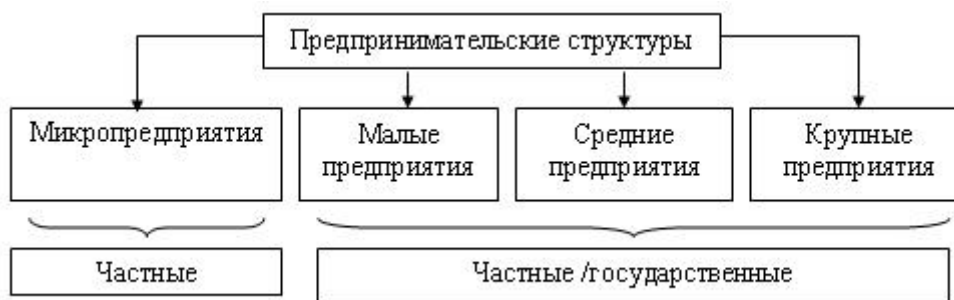 Предпринимательские структуры
Микропредприятия
Малые
предприятия
Средние
предприятия
Крупные
предприятия
Частные
Частные /государственные